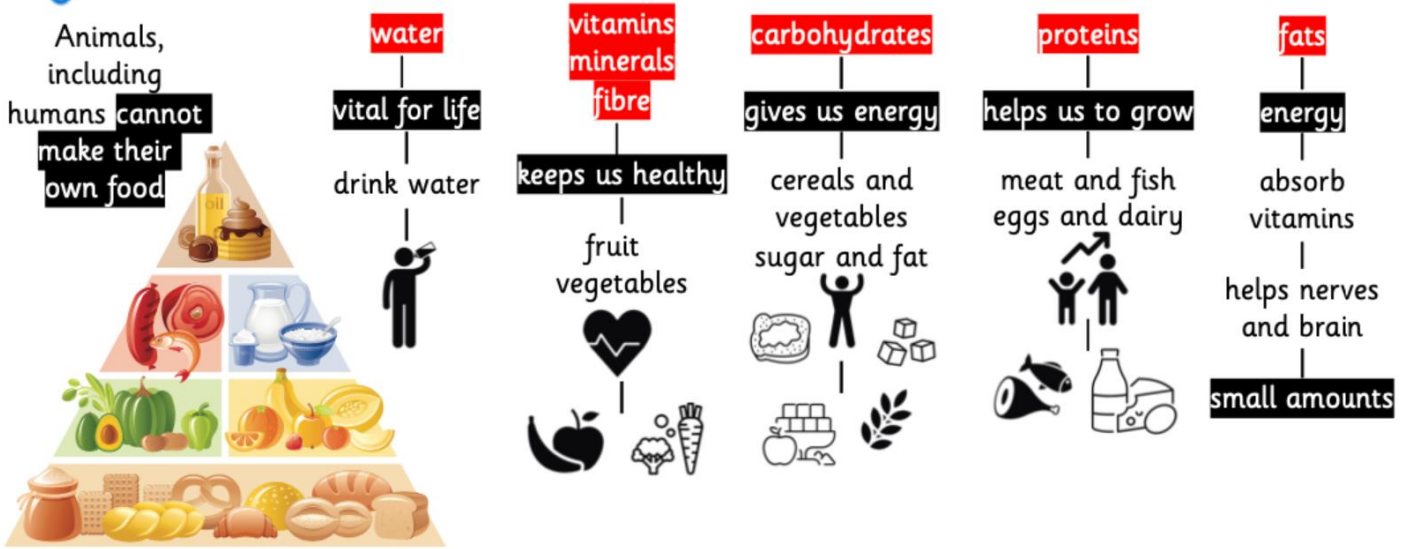 Animals,
including
humans cannot
make their
own food
oil
water
vital for life
drink water
vitamins
minerals
fibre
keeps us healthy
fruit
vegetables
carbohydrates
gives us energy
cereals and
vegetables
sugar and fat
proteins
helps us to grow
meat and fish
eggs and dairy
fats
energy
absorb
vitamins
helps nerves
and brain
small amounts